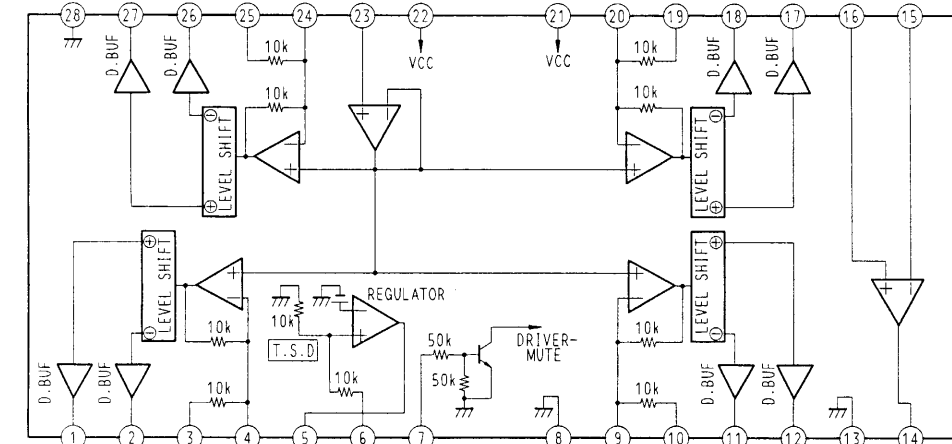 28 27 26 25 24 23 22 21 20 19 18 17 16 15
D.BUF D.BUF 10k VCC VCC 10k D.BUF D.BUF
10k 10k
+ − + −
LEVEL SHIFT − − LEVEL SHIFT
− + + −
+ +
LEVEL SHIFT + + LEVEL SHIFT
+ − − +
− −
REGULATOR + −
10k − +
T.S.D
10k 10k 50k DRIVER-
MUTE 10k
10k 10k 50k 10k
D.BUF D.BUF D.BUF D.BUF
1 2 3 4 5 6 7 8 9 10 11 12 13 14